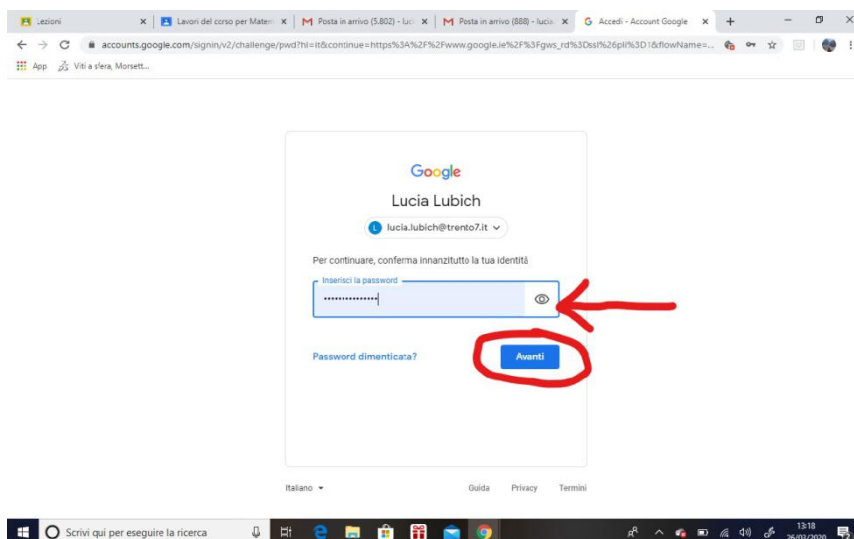 Lezioni
Lavori del corso per Matem
Posta in arrivo (5.802) - luc
Posta in arrivo (888) - lucia
Accedi - Account Google
accounts.google.com/signin/v2/challenge/pwd?hl=it&continue=https%3A%2F%2Fwww.google.ie%2F%3Fgws_rd%3Dssl%26pli%3D1&flowName=...
App
Viti a sfera, Morsett...
Google
Lucia Lubich
L
lucia.lubich@trento7.it
Per continuare, conferma innanzitutto la tua identità
Inserisci la password
Password dimenticata?
Avanti
Italiano
Guida
Privacy
Termini
Scrivi qui per eseguire la ricerca
13:18
26/03/2020